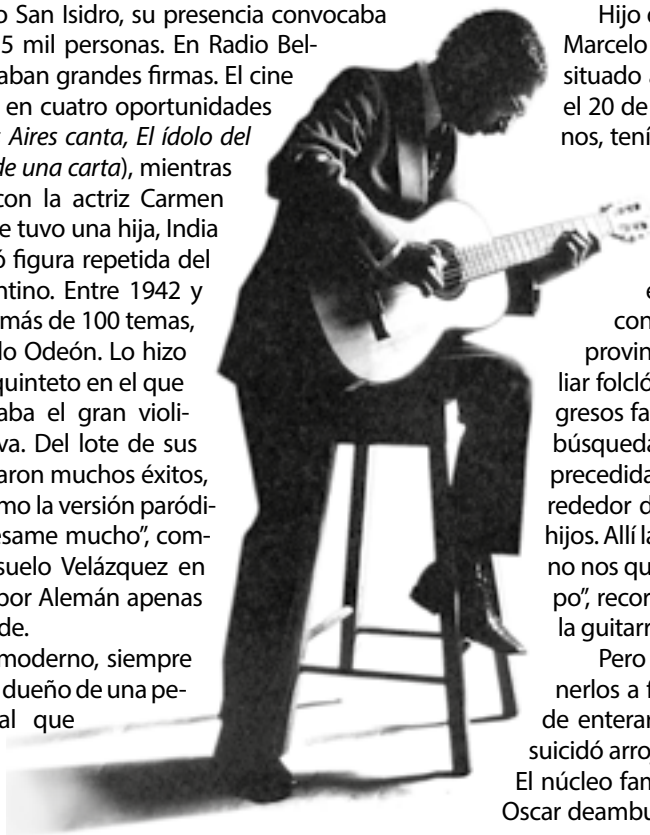 o San Isidro, su presencia convocaba
5 mil personas. En Radio Bel-
aban grandes firmas. El cine
en cuatro oportunidades
Aires canta, El ídolo del
de una carta), mientras
con la actriz Carmen
e tuvo una hija, India
ó figura repetida del
ntino. Entre 1942 y
más de 100 temas,
lo Odeón. Lo hizo
quinteto en el que
aba el gran violi-
va. Del lote de sus
aron muchos éxitos,
mo la versión paródi-
ésame mucho”, com-
suelo Velázquez en
por Alemán apenas
de.
moderno, siempre
dueño de una pe-
al que
Hijo
Marcelo
situado
el 20 de
nos, tení
e
con
provin
liar folcló
gresos fa
búsqueda
precedida
rededor d
hijos. Allí la
no nos qu
po”, recor
la guitarr
Pero
nerlos a f
de enterar
suicidó arro
El núcleo fam
Oscar deambu